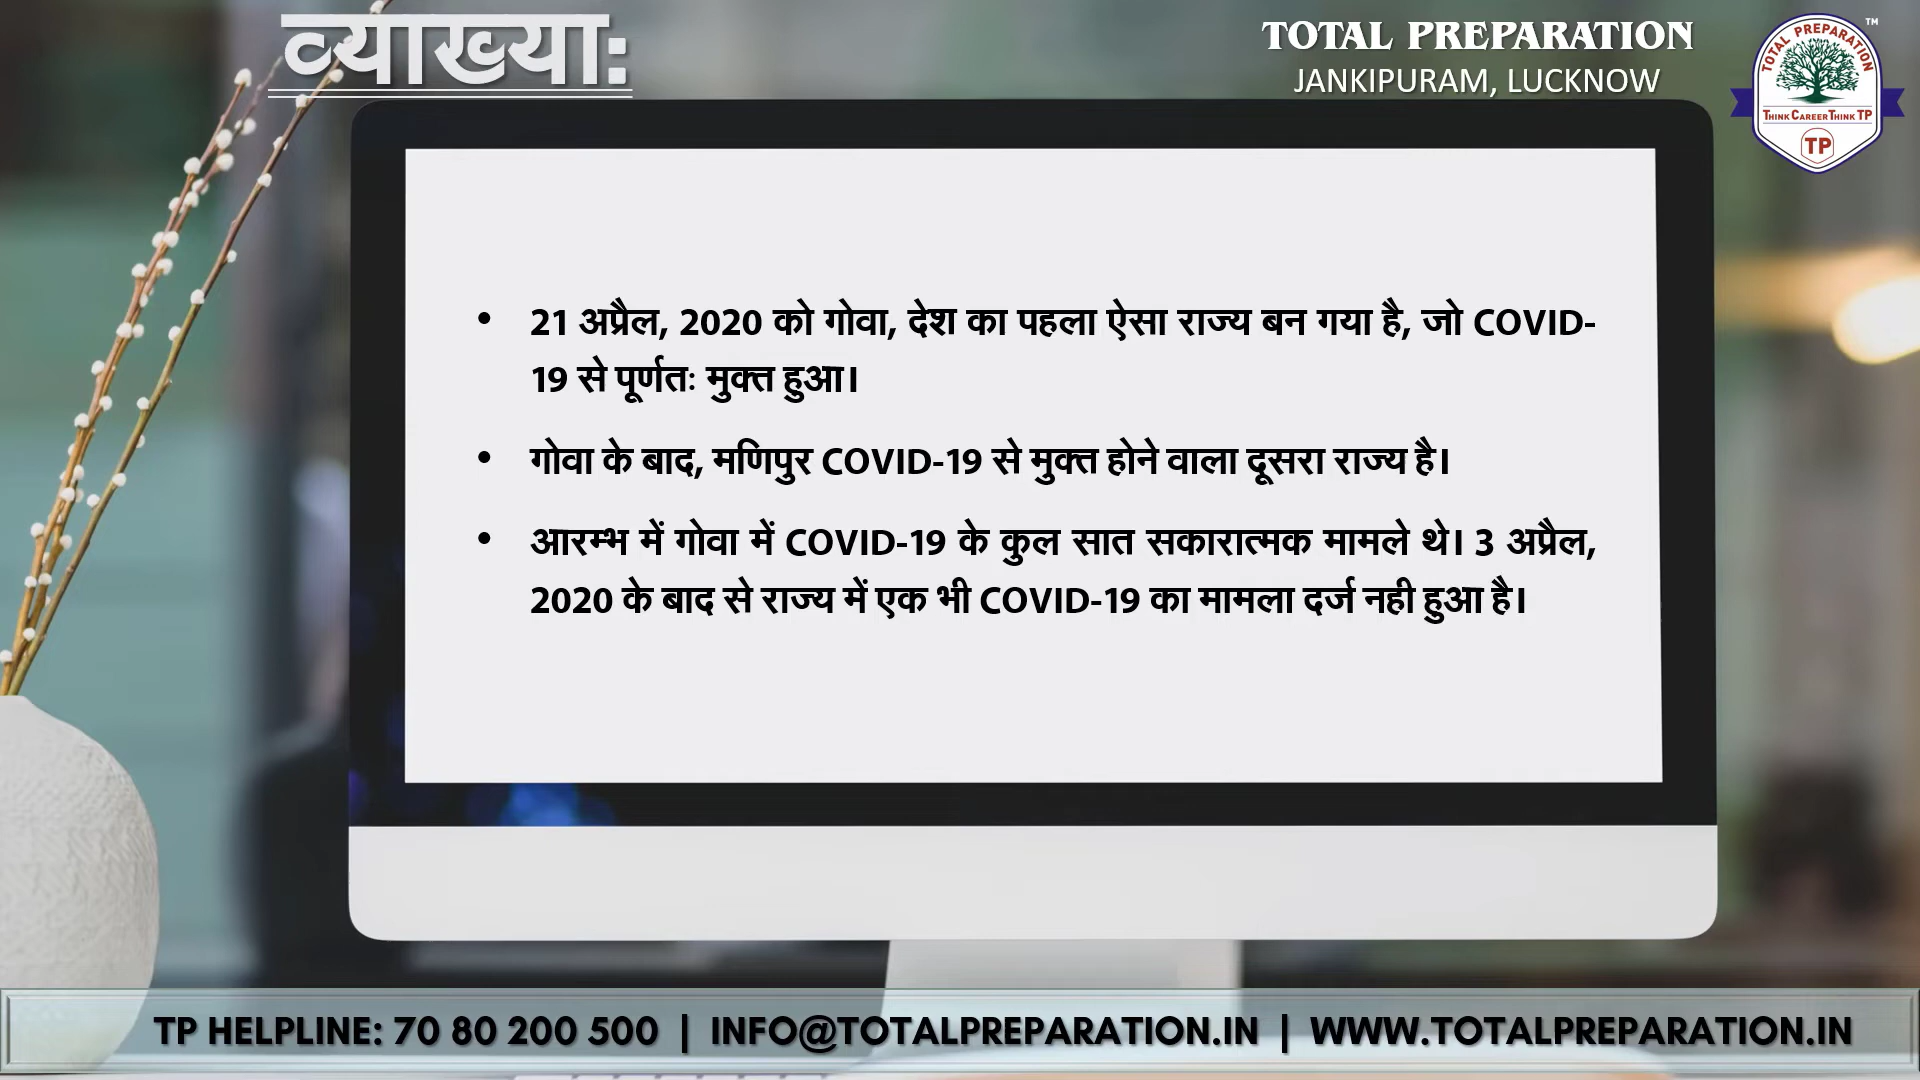 व्याख्या:
TOTAL PREPARATION
JANKIPURAM, LUCKNOW
TOTAL PREPARATION
TM
THINK CAREER THINK TP
TP
• 21 अप्रैल, 2020 को गोवा, देश का पहला ऐसा राज्य बन गया है, जो COVID-
19 से पूर्णतः मुक्त हुआ।
• गोवा के बाद, मणिपुर COVID-19 से मुक्त होने वाला दूसरा राज्य है।
• आरम्भ में गोवा में COVID-19 के कुल सात सकारात्मक मामले थे। 3 अप्रैल,
2020 के बाद से राज्य में एक भी COVID-19 का मामला दर्ज नही हुआ है।
TP HELPLINE: 70 80 200 500 | INFO@TOTALPREPARATION.IN | WWW.TOTALPREPARATION.IN